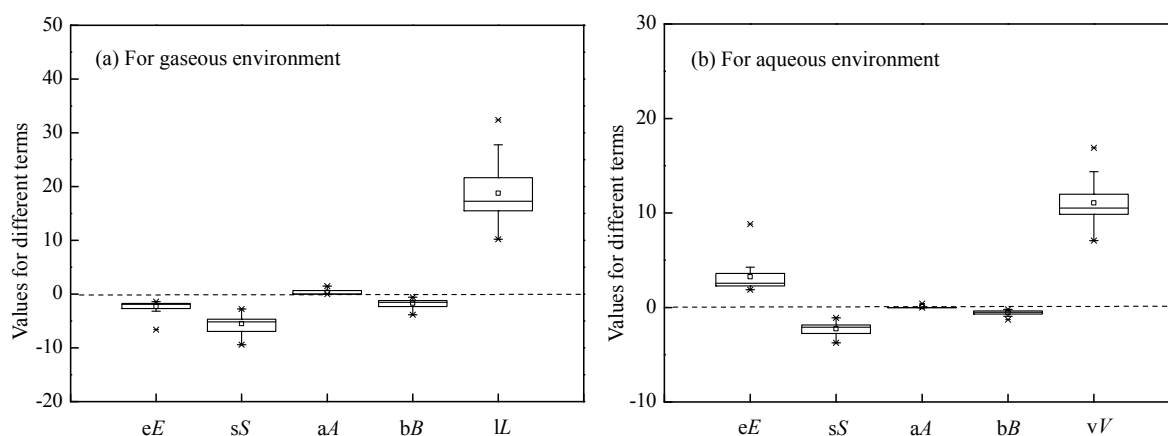 (a) For gaseous environment
Values for different terms
50
40
30
20
10
0
-10
-20
eE
sS
aA
bB
lL
(b) For aqueous environment
Values for different terms
30
20
10
0
-10
eE
sS
aA
bB
vV